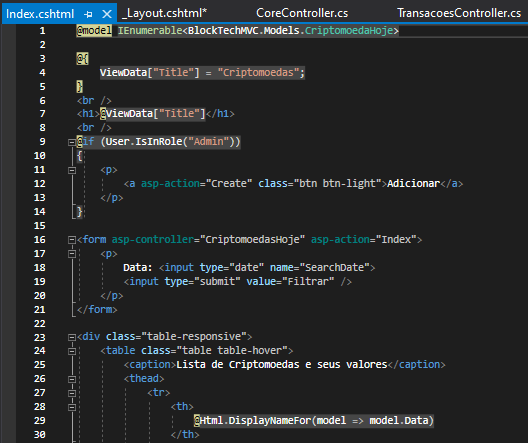 Index.cshtml _Layout.cshtml* CoreController.cs TransacoesController.cs
1 @model IEnumerable<BlockTechMVC.Models.CriptomoedaHoje>
2
3 @{
4 ViewData["Title"] = "Criptomoedas";
5 }
6 <br />
7 <h1>@ViewData["Title"]</h1>
8 <br />
9 @if (User.IsInRole("Admin"))
10 {
11 <p>
12 <a asp-action="Create" class="btn btn-light">Adicionar</a>
13 </p>
14 }
15
16 <form asp-controller="CriptomoedasHoje" asp-action="Index">
17 <p>
18 Data: <input type="date" name="SearchDate">
19 <input type="submit" value="Filtrar" />
20 </p>
21 </form>
22
23 <div class="table-responsive">
24 <table class="table table-hover">
25 <caption>Lista de Criptomoedas e seus valores</caption>
26 <thead>
27 <tr>
28 <th>
29 @Html.DisplayNameFor(model => model.Data)
30 </th>